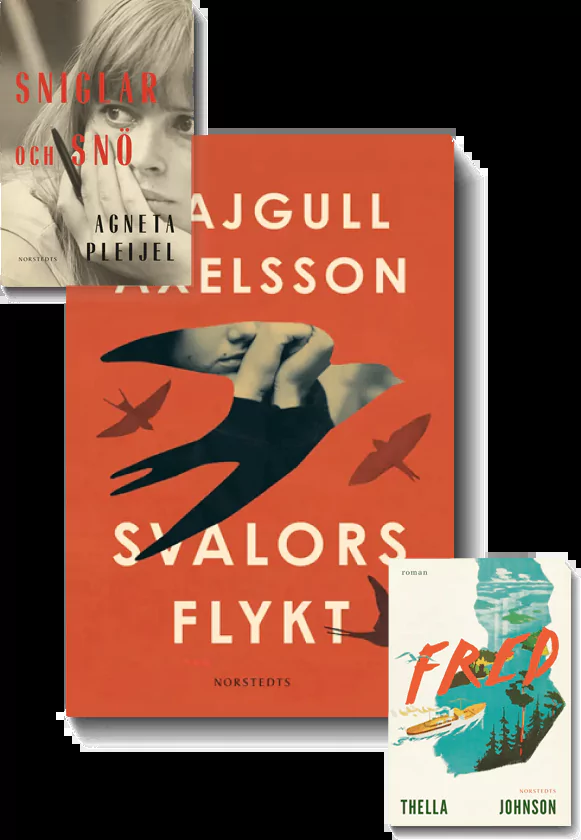 SNIGLAR
OCH SNÖ
AGNETA
PLEIJEL
NORSTEDTS
AJGULL
AXELSSON
SVALORS
FLYKT
NORSTEDTS
roman
FRED
NORSTEDTS
THELLA JOHNSON